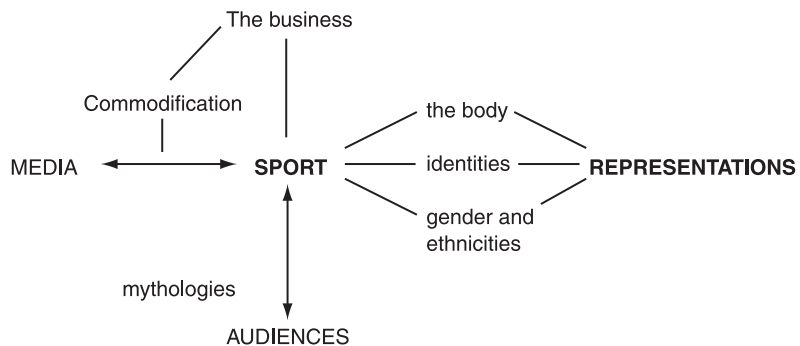 The business
Commodification
the body
MEDIA
SPORT
identities
REPRESENTATIONS
gender and
ethnicities
mythologies
AUDIENCES